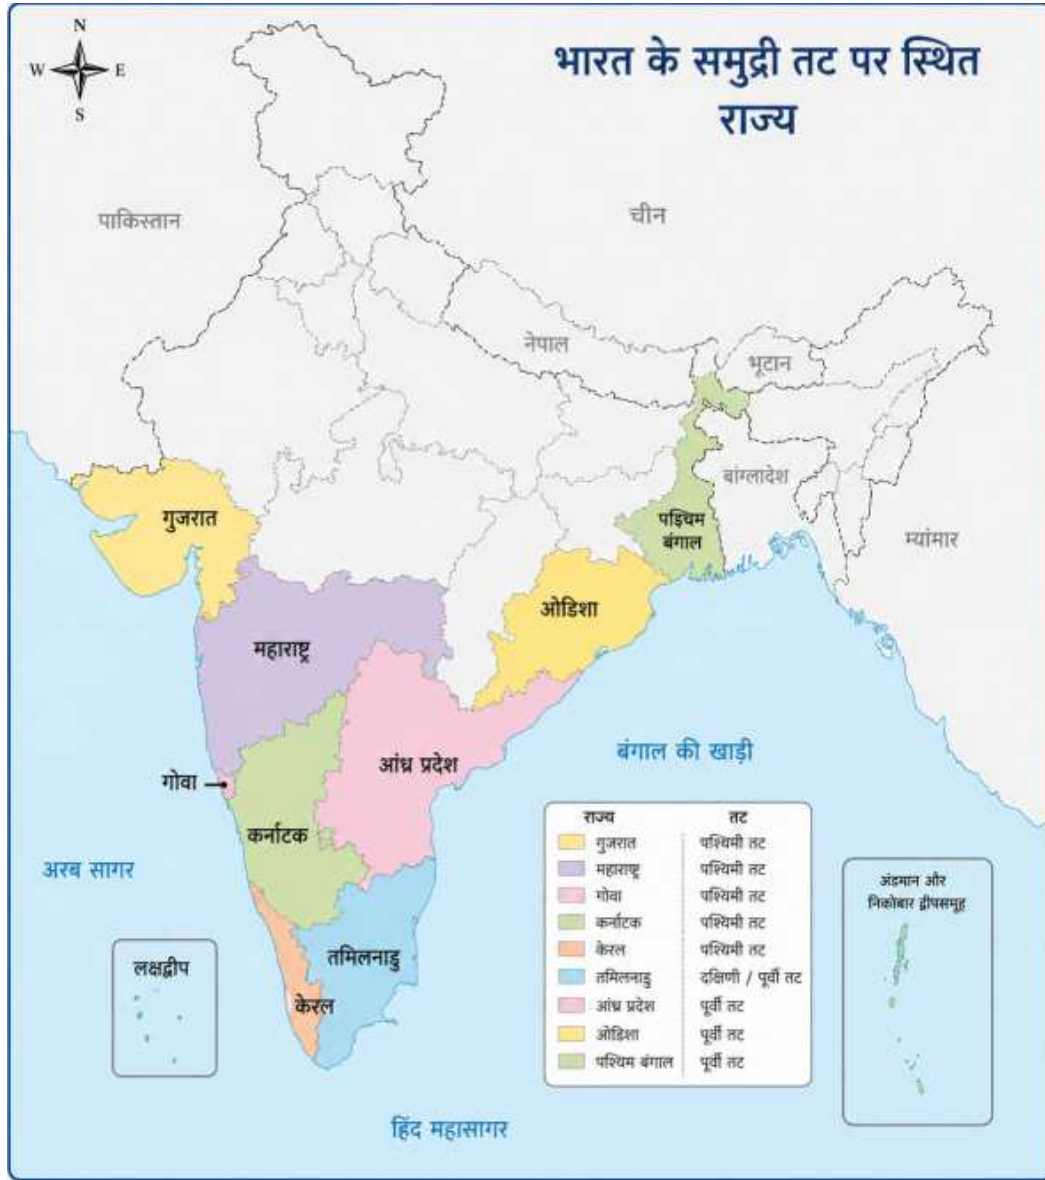 N
W E
S
भारत के समुद्री तट पर स्थित
राज्य
पाकिस्तान
चीन
नेपाल
भूटान
बांग्लादेश
म्यांमार
गुजरात
पश्चिम
बंगाल
ओडिशा
महाराष्ट्र
आंध्र प्रदेश
गोवा
कर्नाटक
बंगाल की खाड़ी
अरब सागर
तमिलनाडु
केरल
लक्षद्वीप
हिंद महासागर
राज्य तट
गुजरात पश्चिमी तट
महाराष्ट्र पश्चिमी तट
गोवा पश्चिमी तट
कर्नाटक पश्चिमी तट
केरल पश्चिमी तट
तमिलनाडु दक्षिणी / पूर्वी तट
आंध्र प्रदेश पूर्वी तट
ओडिशा पूर्वी तट
पश्चिम बंगाल पूर्वी तट
अंडमान और
निकोबार द्वीपसमूह